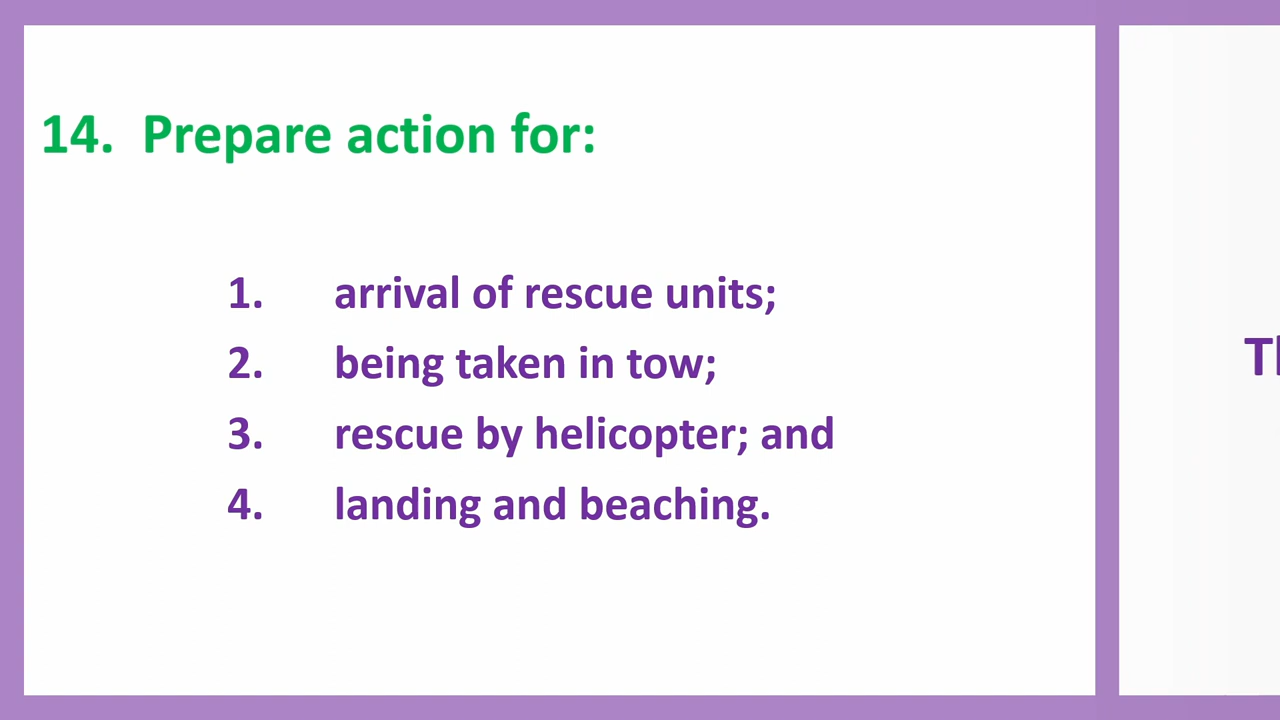 14. Prepare action for:
1. arrival of rescue units;
2. being taken in tow;
3. rescue by helicopter; and
4. landing and beaching.